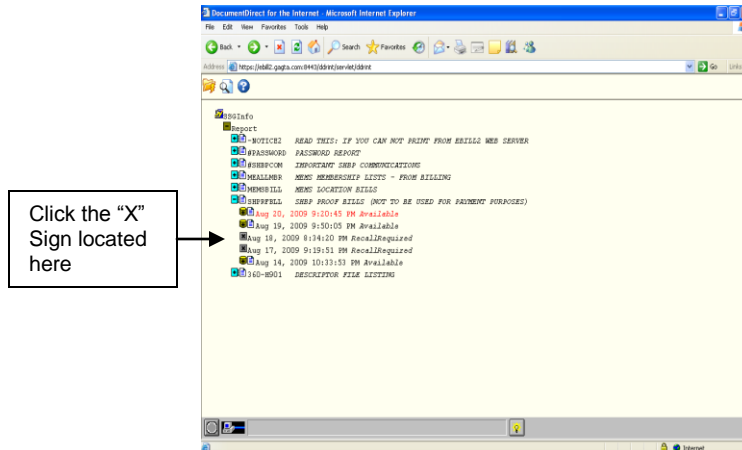 DocumentDirect for the Internet - Microsoft Internet Explorer
File Edit View Favorites Tools Help
Back Search Favorites
Address https://ebill2.gagta.com:8443/ddrint/servlet/ddrint Go Links
SSGInfo
Report
-NOTICE2 READ THIS: IF YOU CAN NOT PRINT FROM EBILL2 WEB SERVER
#PASSWORD PASSWORD REPORT
#SHBPCOM IMPORTANT SHBP COMMUNICATIONS
MEALLMBR MEMS MEMBERSHIP LISTS - FROM BILLING
MEMSBILL MEMS LOCATION BILLS
SHPRFBLL SHBP PROOF BILLS (NOT TO BE USED FOR PAYMENT PURPOSES)
Aug 20, 2009 9:20:45 PM Available
Aug 19, 2009 9:50:05 PM Available
Click the “X”
Sign located
here
Aug 18, 2009 8:34:20 PM RecallRequired
Aug 17, 2009 9:19:51 PM RecallRequired
Aug 14, 2009 10:33:53 PM Available
360-H901 DESCRIPTOR FILE LISTING
Internet